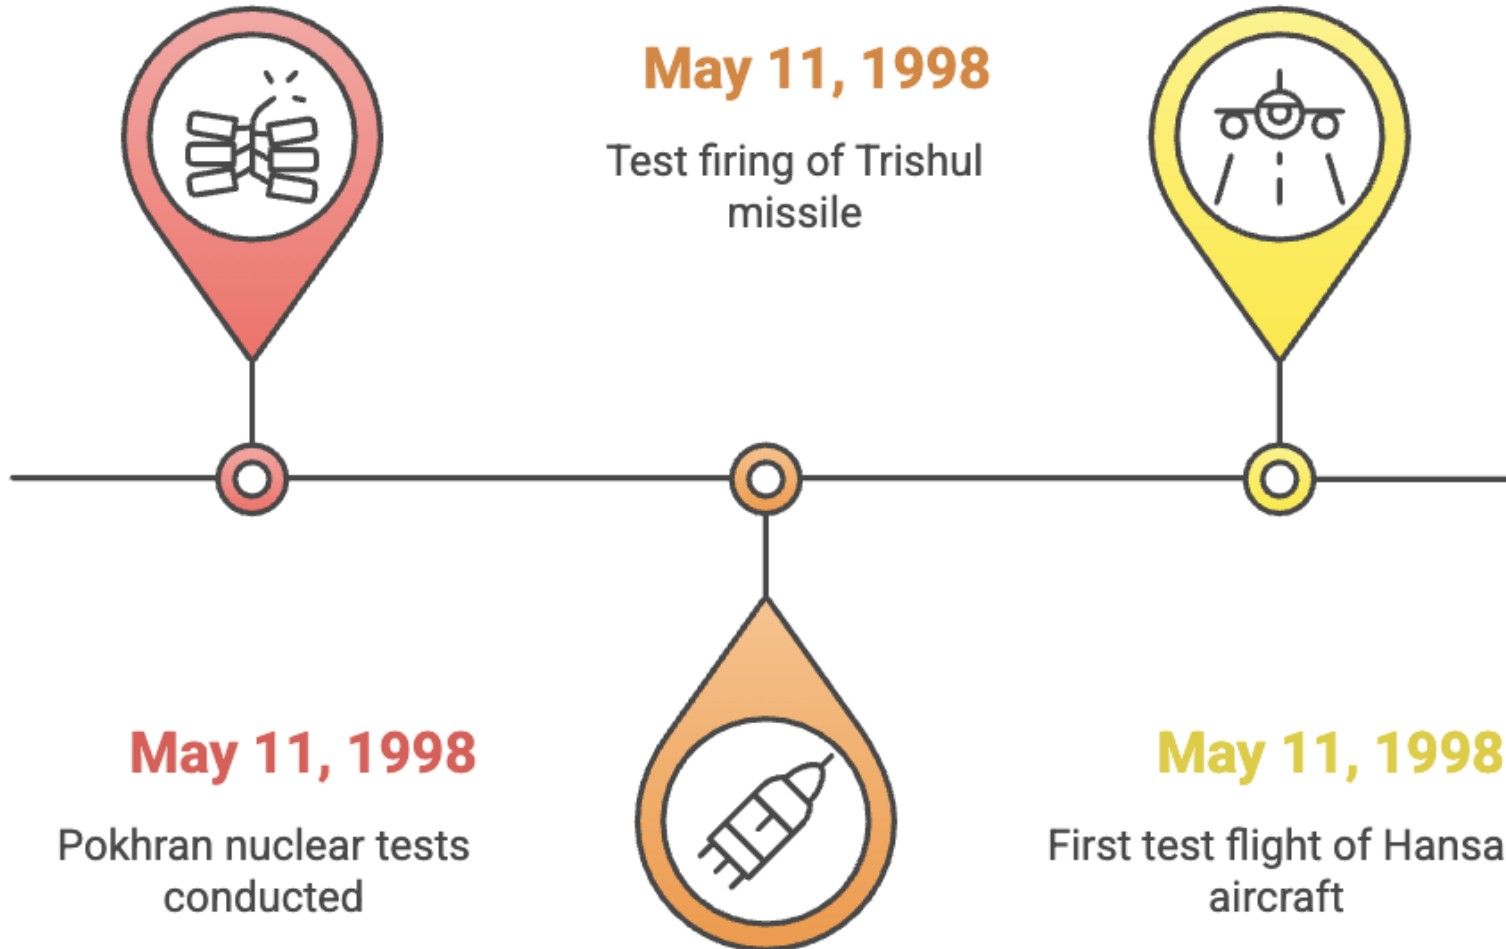 May 11, 1998
Test firing of Trishul
missile
May 11, 1998
Pokhran nuclear tests
conducted
May 11, 1998
First test flight of Hansa
aircraft